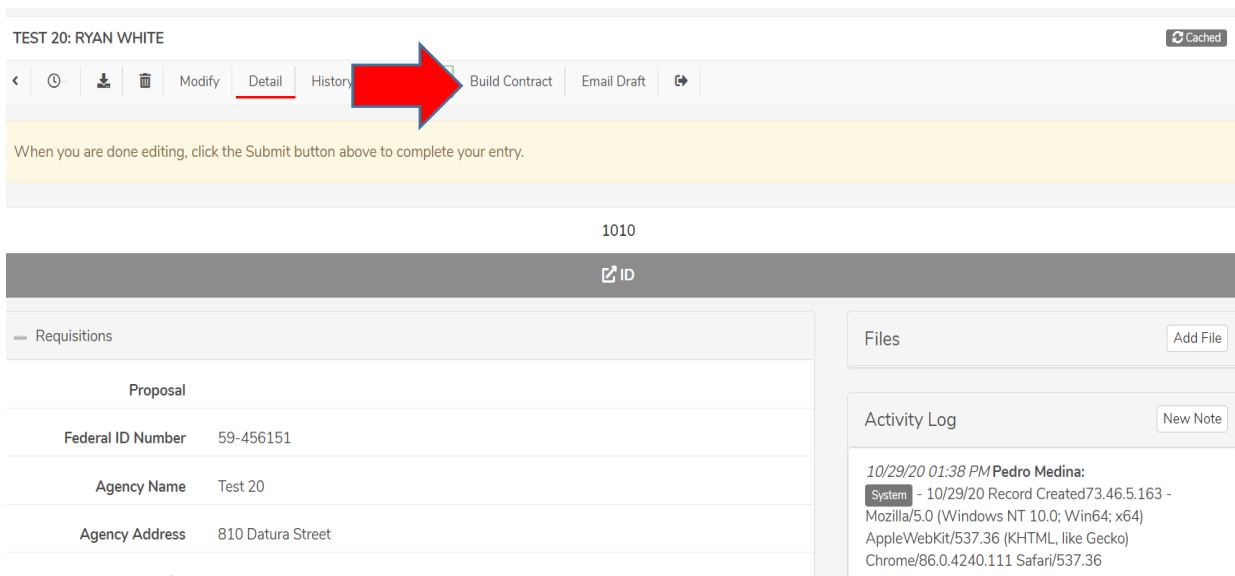 TEST 20: RYAN WHITE
Cached
Modify Detail History Build Contract Email Draft
When you are done editing, click the Submit button above to complete your entry.
1010
ID
Requisitions
Files Add File
Proposal
Federal ID Number 59-456151
Activity Log New Note
Agency Name Test 20
10/29/20 01:38 PM Pedro Medina:
System - 10/29/20 Record Created73.46.5.163 -
Mozilla/5.0 (Windows NT 10.0; Win64; x64)
Agency Address 810 Datura Street
AppleWebKit/537.36 (KHTML, like Gecko)
Chrome/86.0.4240.111 Safari/537.36